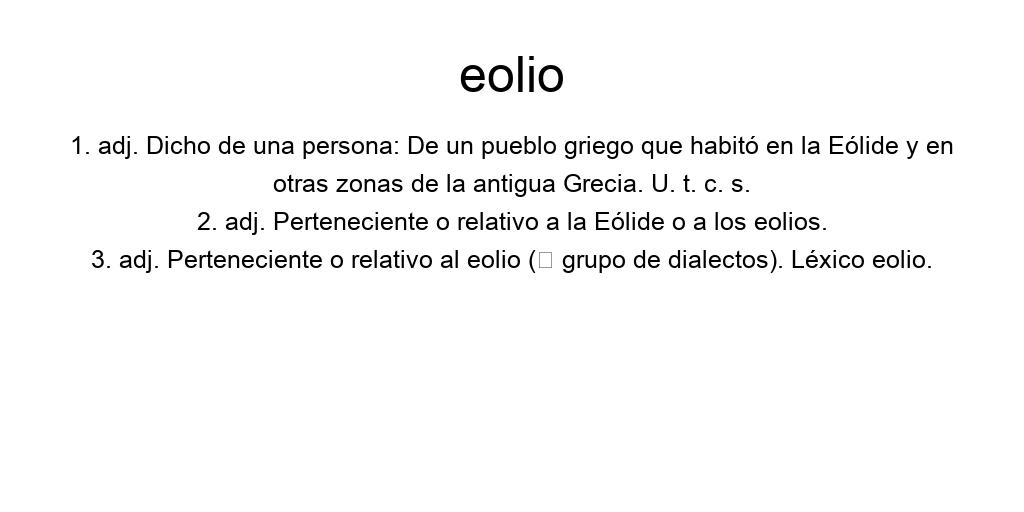 eolio
1. adj. Dicho de una persona: De un pueblo griego que habitó en la Eólide y en
otras zonas de la antigua Grecia. U. t. c. s.
2. adj. Perteneciente o relativo a la Eólide o a los eolios.
3. adj. Perteneciente o relativo al eolio (□ grupo de dialectos). Léxico eolio.